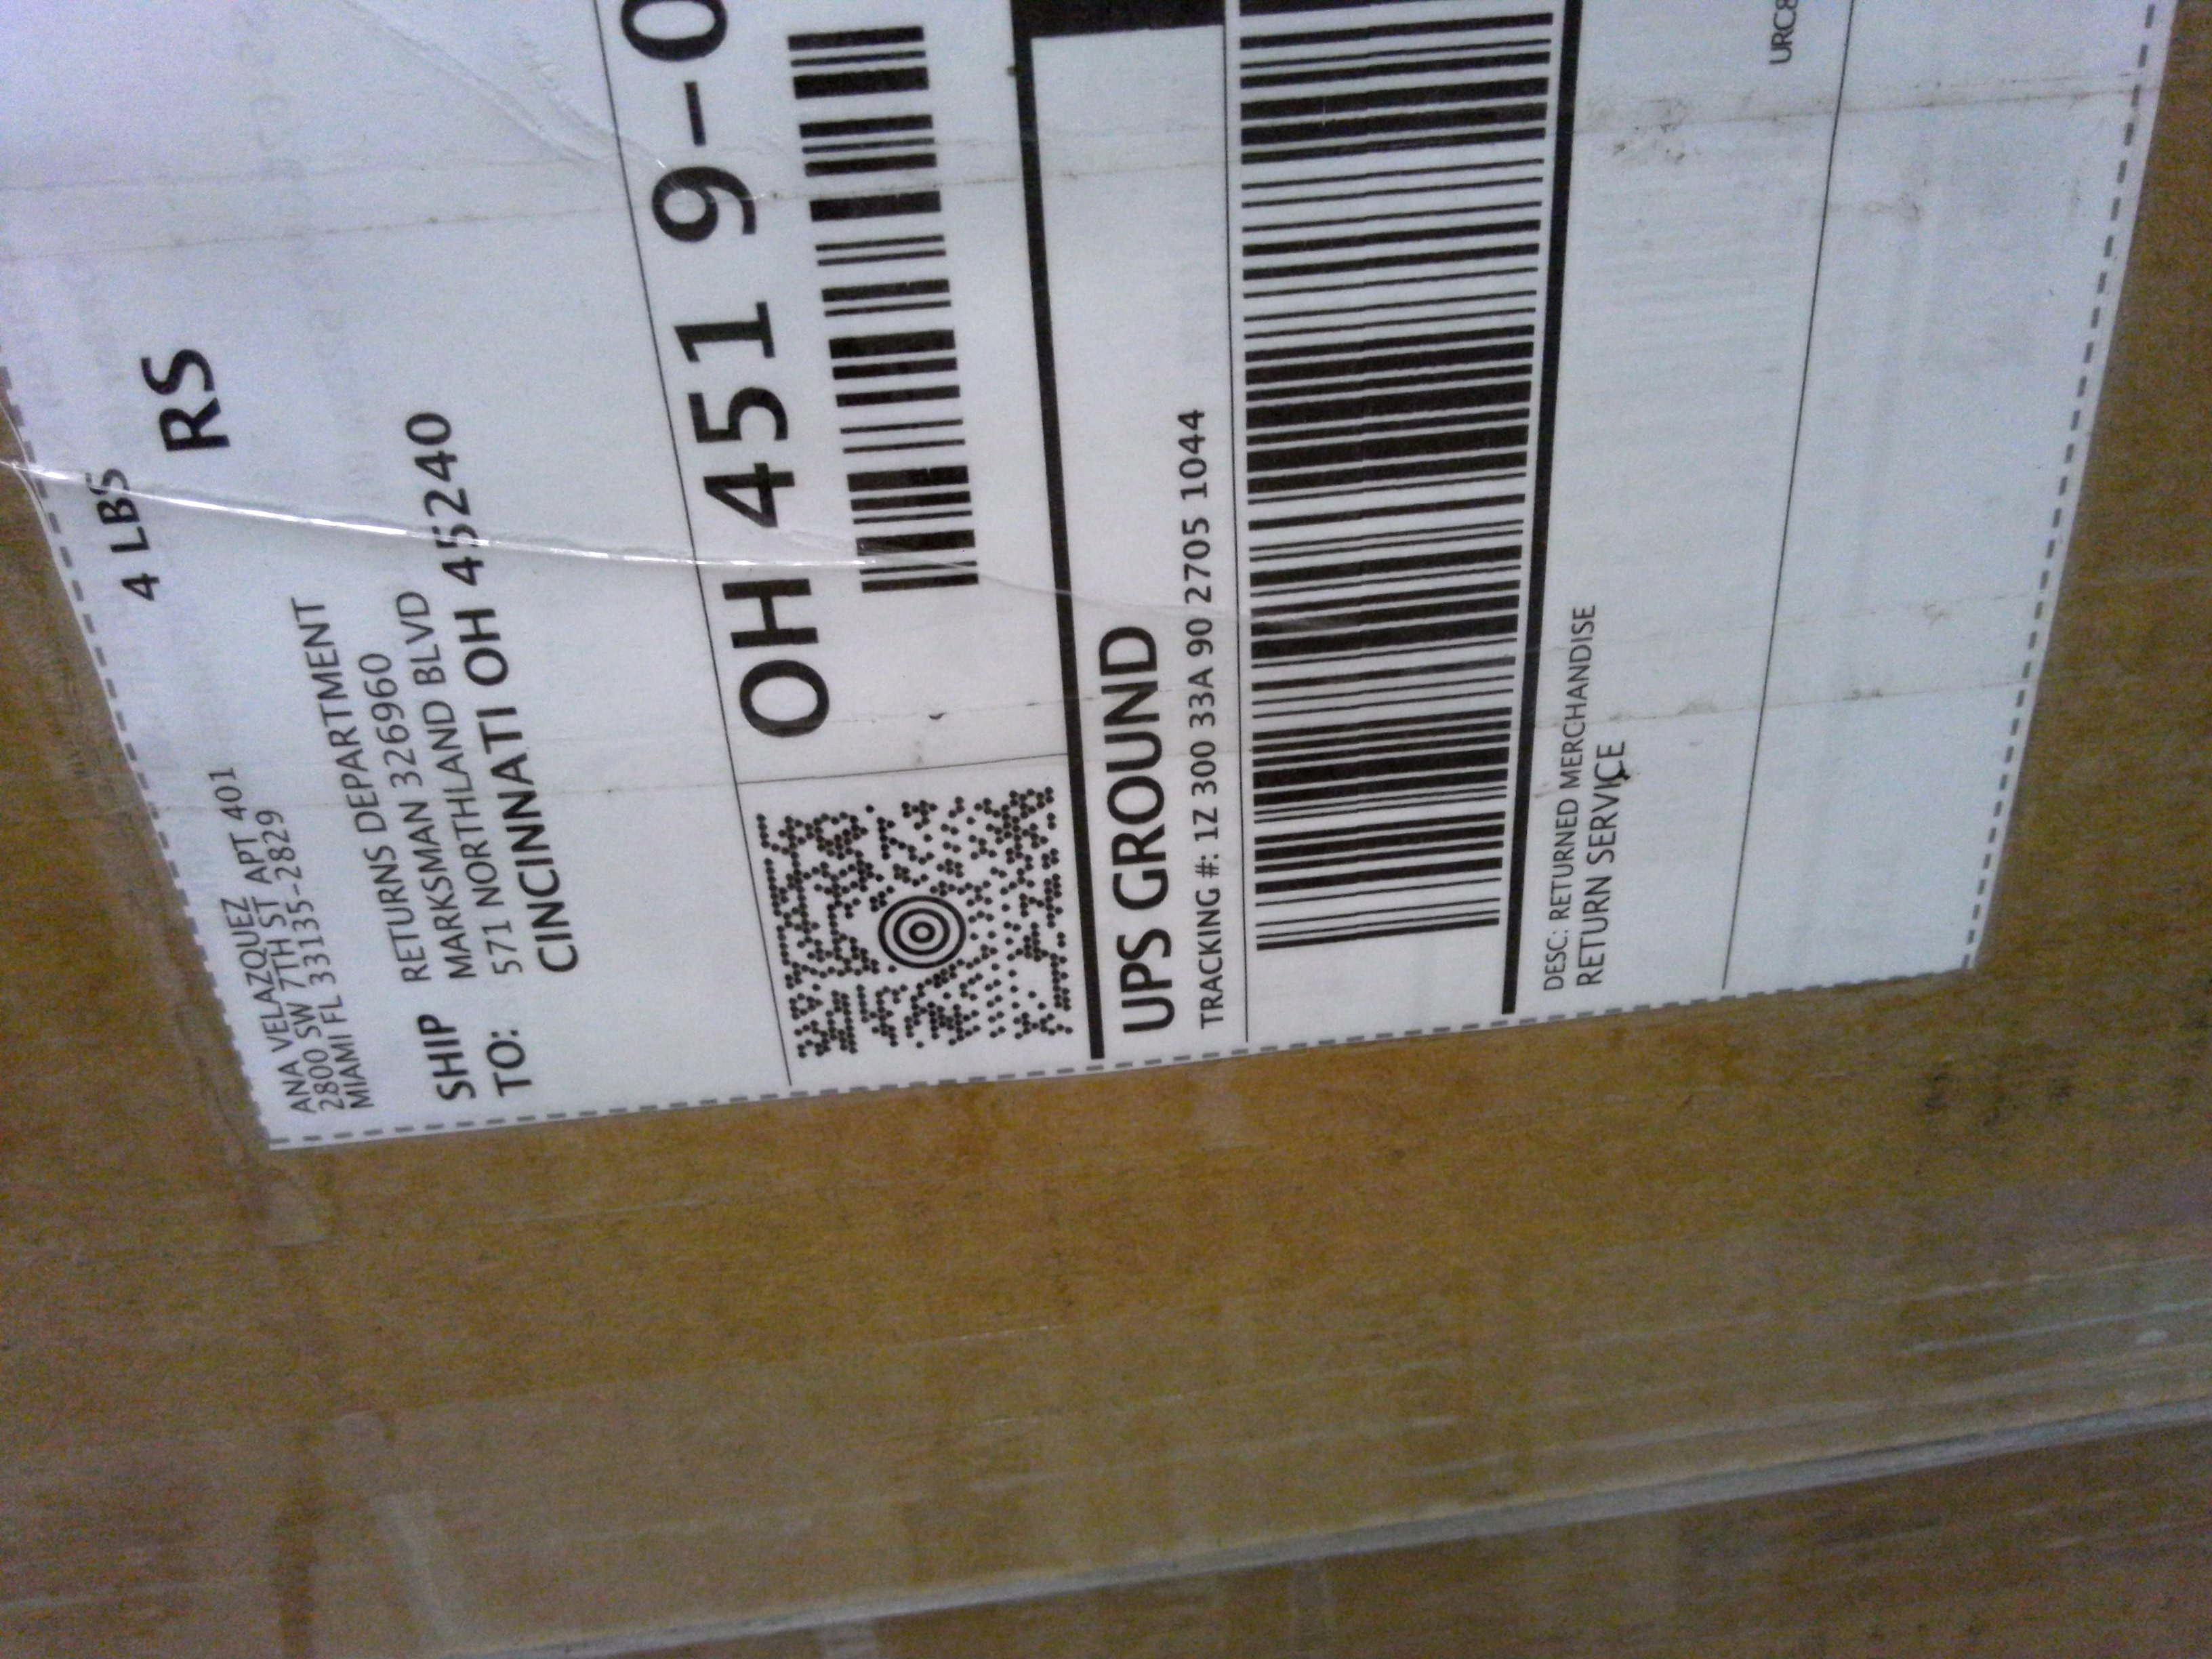 ANA VELAZQUEZ
2800 SW 7TH ST APT 401
MIAMI FL 33135-2829
4 LBS
RS
SHIP TO:
RETURNS DEPARTMENT
MARKSMAN 326960
571 NORTHLAND BLVD
CINCINNATI OH 45240
OH 451 9-0
UPS GROUND
TRACKING #: 1Z 300 33A 90 2705 1044
DESC: RETURNED MERCHANDISE
RETURN SERVICE
URC8